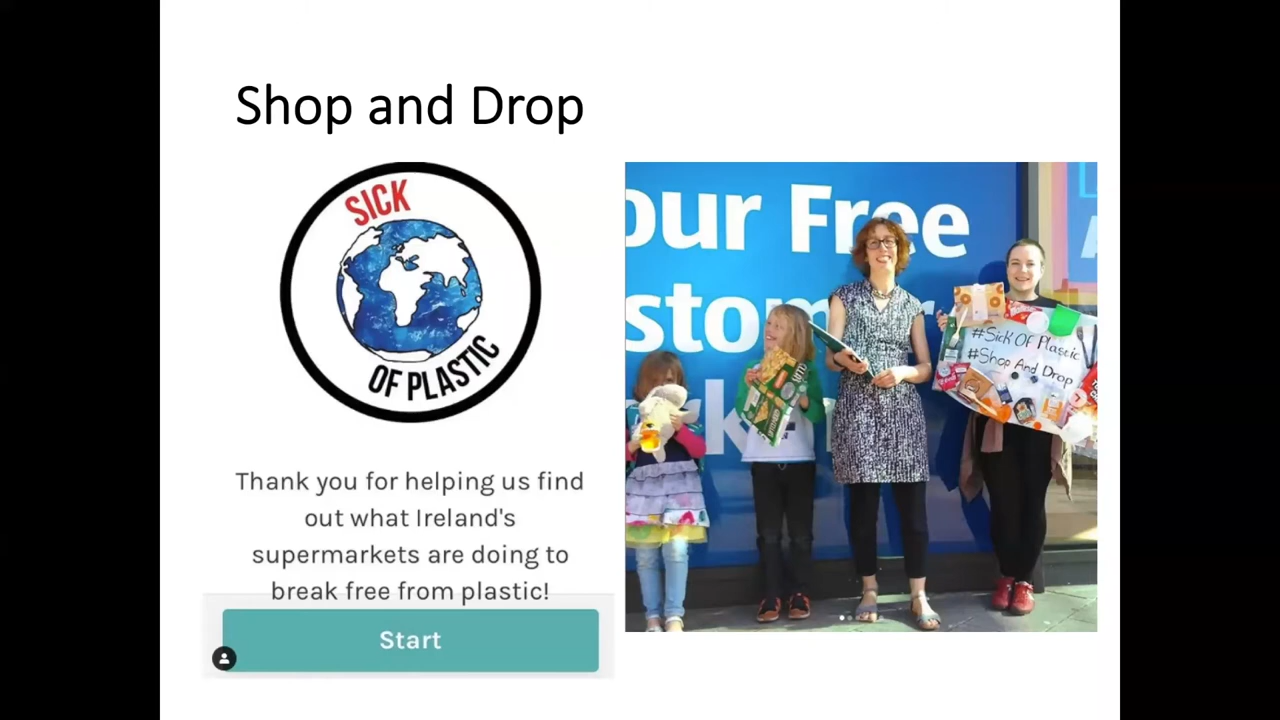 Shop and Drop
SICK
OF PLASTIC
Thank you for helping us find
out what Ireland's
supermarkets are doing to
break free from plastic!
Start
our Free
#Sick Of Plastic
#Shop And Drop